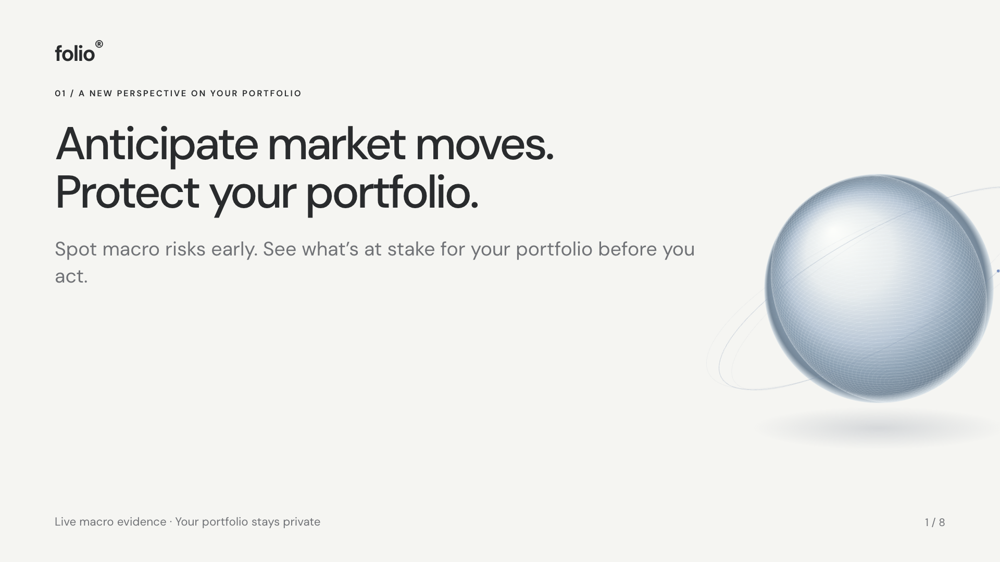 folio®
01 / A NEW PERSPECTIVE ON YOUR PORTFOLIO
Anticipate market moves.
Protect your portfolio.
Spot macro risks early. See what’s at stake for your portfolio before you
act.
Live macro evidence · Your portfolio stays private
1 / 8